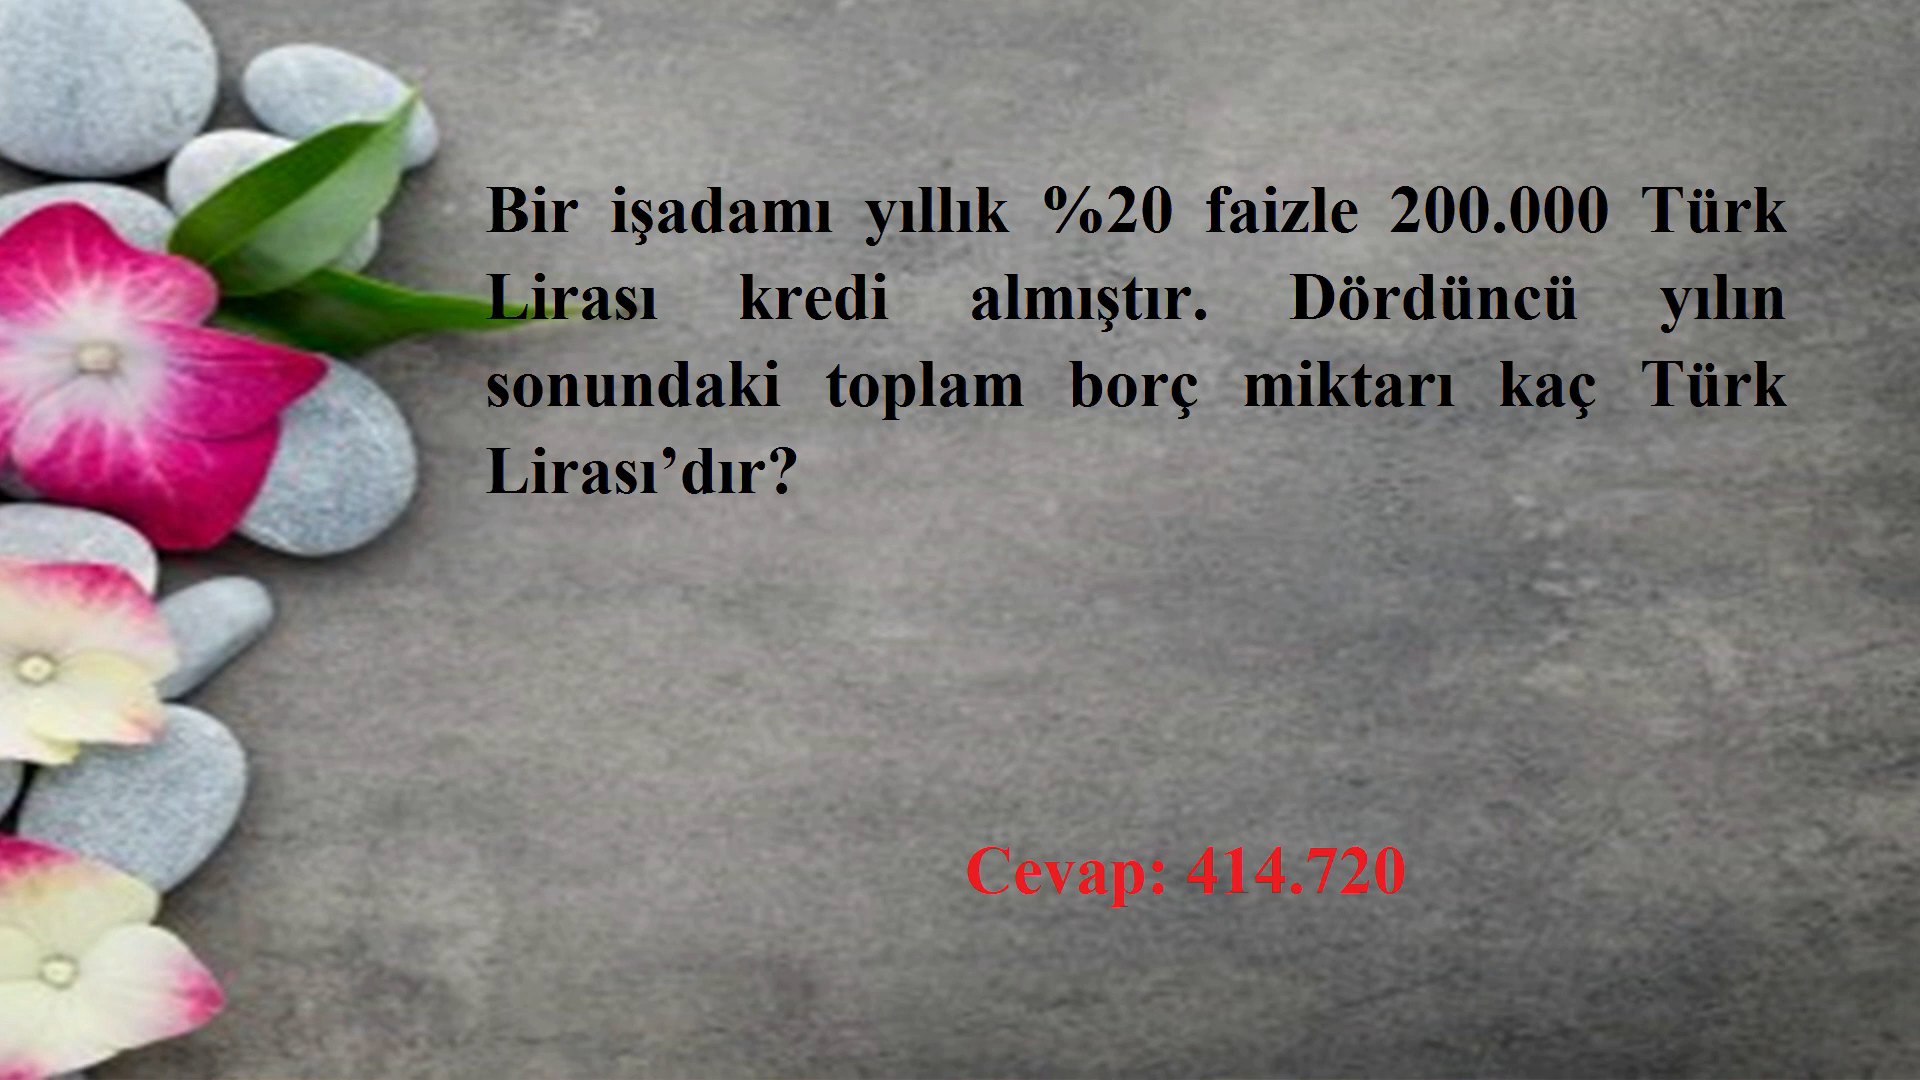 Bir işadamı yıllık %20 faizle 200.000 Türk
Lirası kredi almıştır. Dördüncü yılın
sonundaki toplam borç miktarı kaç Türk
Lirası’dır?
Cevap: 414.720